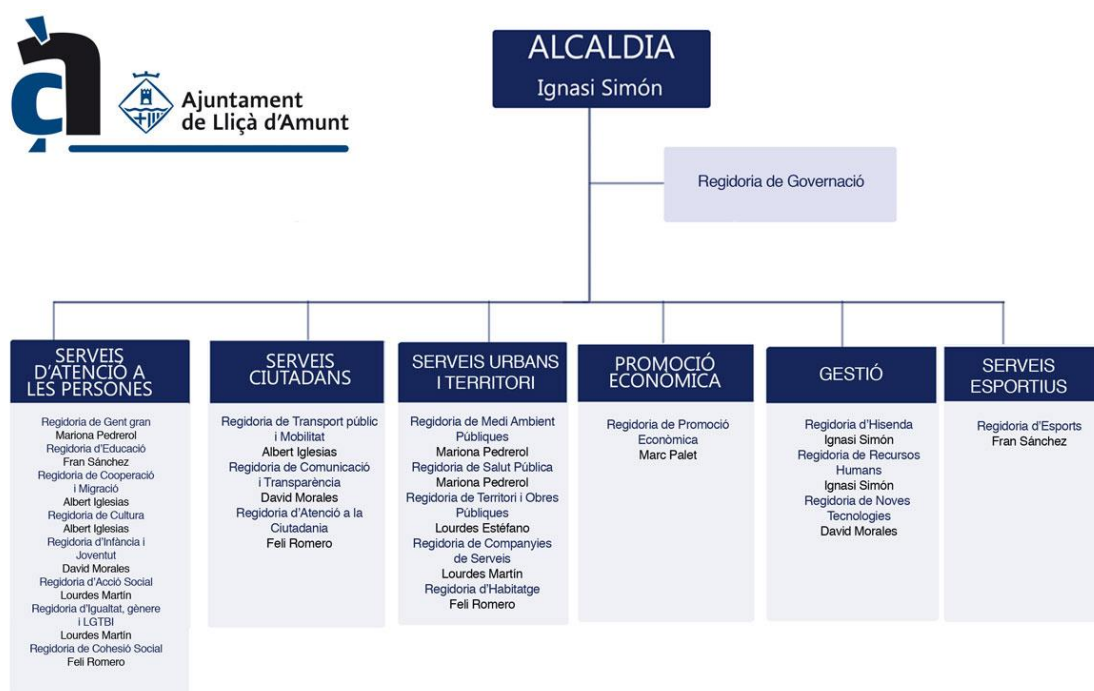 Ajuntament
de Lliçà d'Amunt
ALCALDIA
Ignasi Simón
Regidoria de Governació
SERVEIS
D'ATENCIÓ A
LES PERSONES
Regidoria de Gent gran
Mariona Pedrerol
Regidoria d'Educació
Fran Sánchez
Regidoria de Cooperació
i Migració
Albert Iglesias
Regidoria de Cultura
Albert Iglesias
Regidoria d'Infància i
Joventut
David Morales
Regidoria d'Acció Social
Lourdes Martín
Regidoria d'Igualtat, gènere
i LGTBI
Lourdes Martín
Regidoria de Cohesió Social
Feli Romero
SERVEIS
CIUTADANS
Regidoria de Transport públic
i Mobilitat
Albert Iglesias
Regidoria de Comunicació
i Transparència
David Morales
Regidoria d'Atenció a la
Ciutadania
Feli Romero
SERVEIS URBANS
I TERRITORI
Regidoria de Medi Ambient
Públiques
Mariona Pedrerol
Regidoria de Salut Pública
Mariona Pedrerol
Regidoria de Territori i Obres
Públiques
Lourdes Estéfano
Regidoria de Companyies
de Serveis
Lourdes Martín
Regidoria d'Habitatge
Feli Romero
PROMOCIÓ
ECONÒMICA
Regidoria de Promoció
Econòmica
Marc Palet
GESTIÓ
Regidoria d'Hisenda
Ignasi Simón
Regidoria de Recursos
Humans
Ignasi Simón
Regidoria de Noves
Tecnologies
David Morales
SERVEIS
ESPORTIUS
Regidoria d'Esports
Fran Sánchez